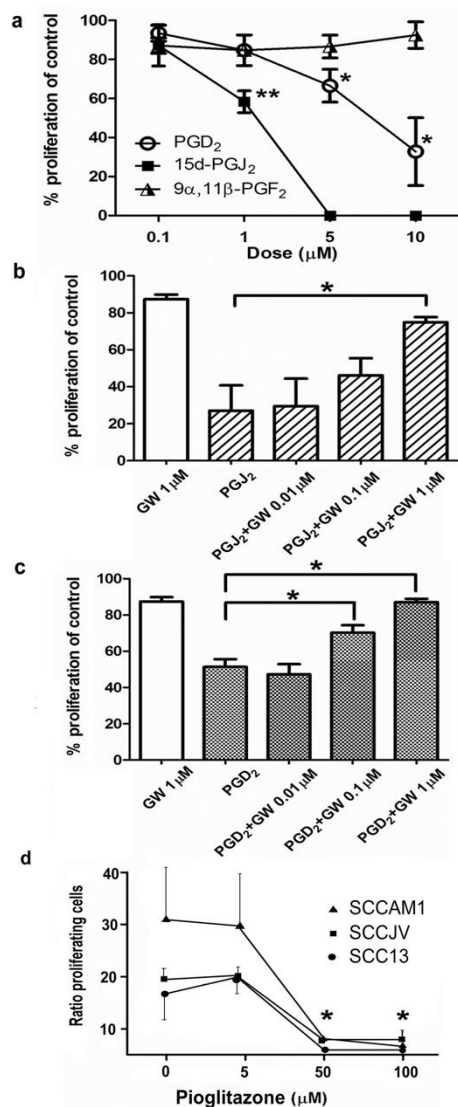 a
% proliferation of control
100
80
60
40
20
0
**
*
*
PGD₂
15d-PGJ₂
9α,11β-PGF₂
0.1 1 5 10
Dose (μM)
b
% proliferation of control
100
80
60
40
20
0
*
GW 1μM
PGJ₂
PGJ₂+GW 0.01μM
PGJ₂+GW 0.1μM
PGJ₂+GW 1μM
c
% proliferation of control
100
80
60
40
20
0
*
*
GW 1μM
PGD₂
PGD₂+GW 0.01μM
PGD₂+GW 0.1μM
PGD₂+GW 1μM
d
Ratio proliferating cells
40
30
20
10
SCCAM1
SCCJV
SCC13
* *
0 5 50 100
Pioglitazone (μM)